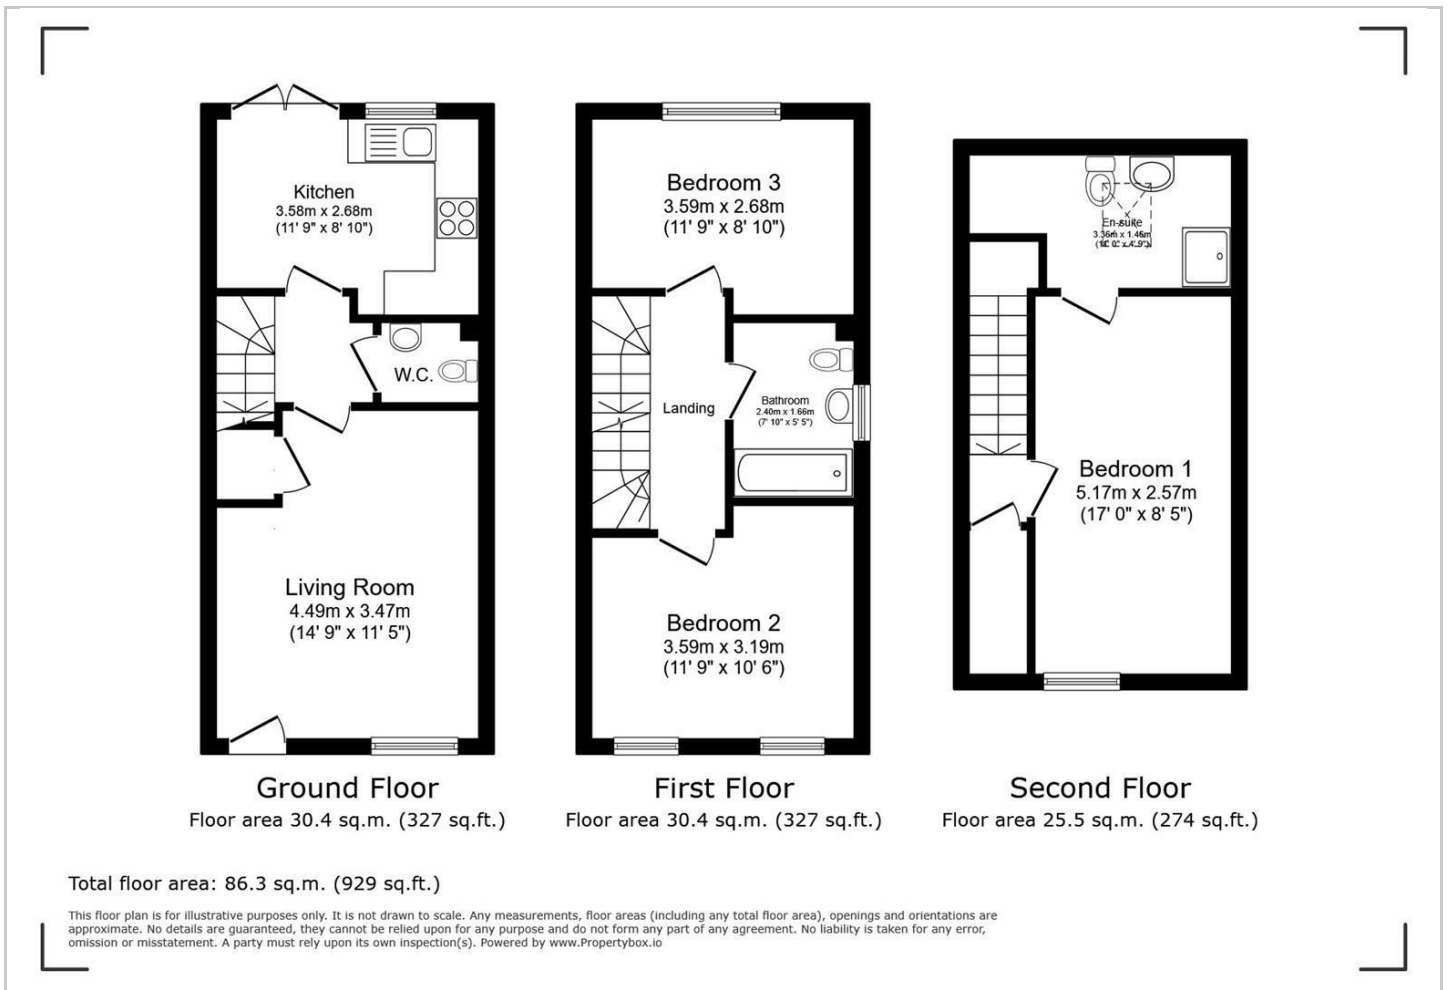 Kitchen
3.58m x 2.68m
(11' 9" x 8' 10")
W.C.
Living Room
4.49m x 3.47m
(14' 9" x 11' 5")
Ground Floor
Floor area 30.4 sq.m. (327 sq.ft.)
Bedroom 3
3.59m x 2.68m
(11' 9" x 8' 10")
Landing
Bathroom
2.40m x 1.66m
(7' 10" x 5' 5")
Bedroom 2
3.59m x 3.19m
(11' 9" x 10' 6")
First Floor
Floor area 30.4 sq.m. (327 sq.ft.)
En-suite
3.36m x 1.46m
x 4' 9")
Bedroom 1
5.17m x 2.57m
(17' 0" x 8' 5")
Second Floor
Floor area 25.5 sq.m. (274 sq.ft.)
Total floor area: 86.3 sq.m. (929 sq.ft.)
This floor plan is for illustrative purposes only. It is not drawn to scale. Any measurements, floor areas (including any total floor area), openings and orientations are
approximate. No details are guaranteed, they cannot be relied upon for any purpose and do not form any part of any agreement. No liability is taken for any error,
omission or misstatement. A party must rely upon its own inspection(s). Powered by www.Propertybox.io